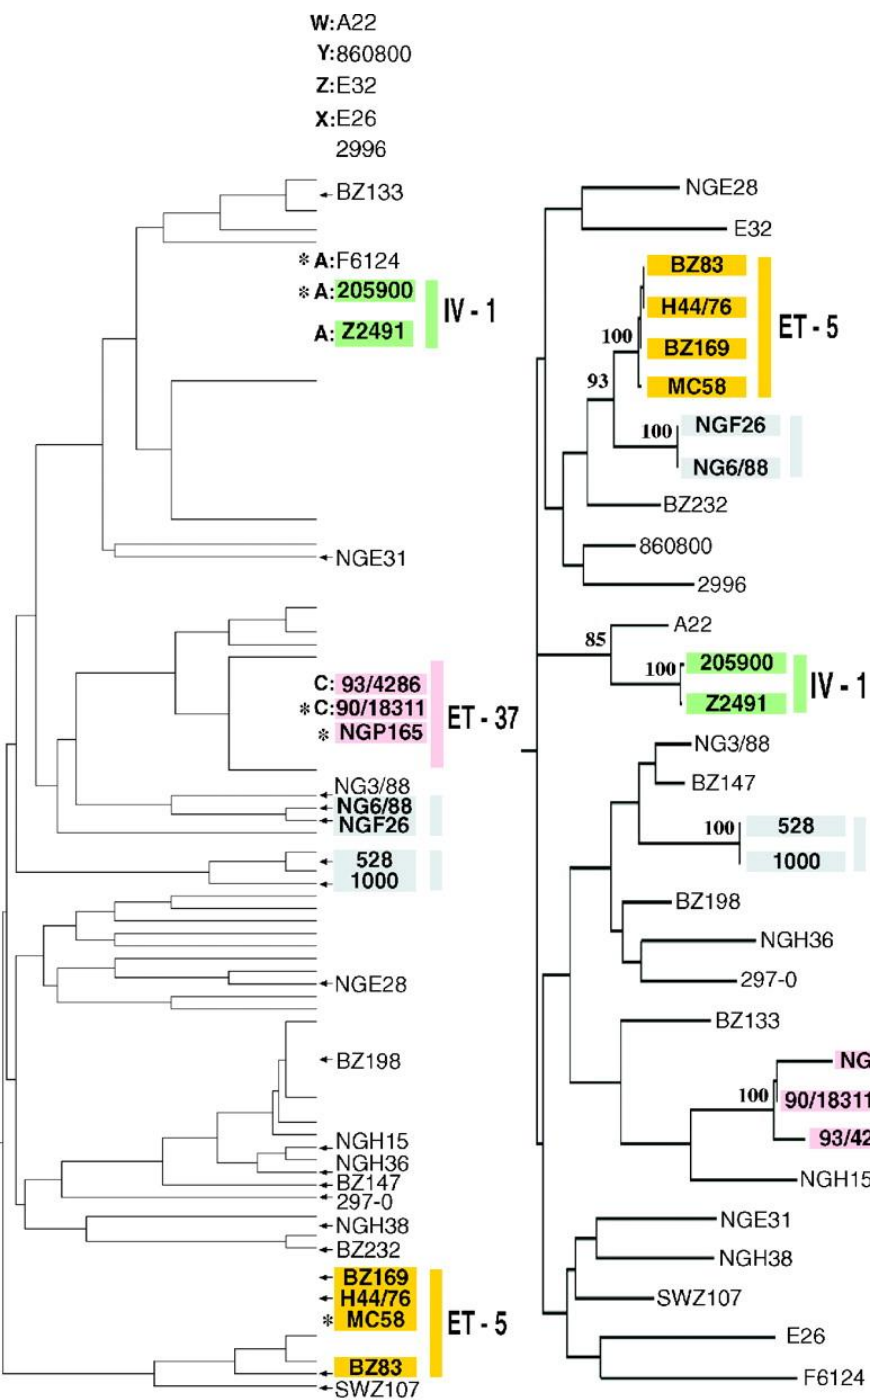 W:A22
Y:860800
Z:E32
X:E26
2996
BZ133
* A:F6124
* A: 205900
A: Z2491
IV - 1
NGE31
C: 93/4286
* C: 90/18311
* NGP165
ET - 37
NG3/88
NG6/88
NGF26
528
1000
NGE28
BZ198
NGH15
NGH36
BZ147
297-0
NGH38
BZ232
BZ169
H44/76
* MC58
BZ83
ET - 5
SWZ107
NGE28
E32
BZ83
H44/76
BZ169
MC58
ET - 5
100
93
NGF26
100
NG6/88
BZ232
860800
2996
A22
85
205900
100
Z2491
IV - 1
NG3/88
BZ147
528
100
1000
BZ198
NGH36
297-0
BZ133
NG
100
90/18311
93/42
NGH15
NGE31
NGH38
SWZ107
E26
F6124